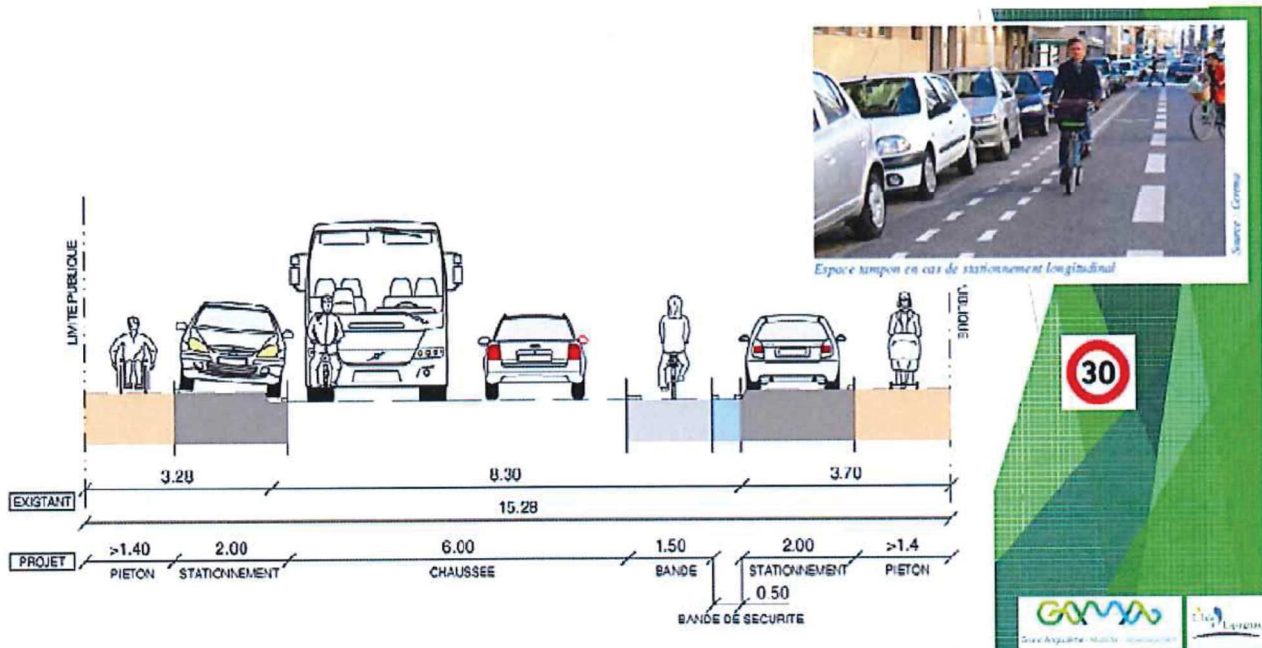 Source : Cerema
Espace tampon en cas de stationnement longitudinal
LIMITE PUBLIQUE
30
3.28 8.30 3.70
EXISTANT
15.28
PROJET
>1.40 2.00 6.00 1.50 2.00 >1.4
PIETON STATIONNEMENT CHAUSSEE BANDE STATIONNEMENT PIETON
0.50
BANDE DE SECURITE
GAMA